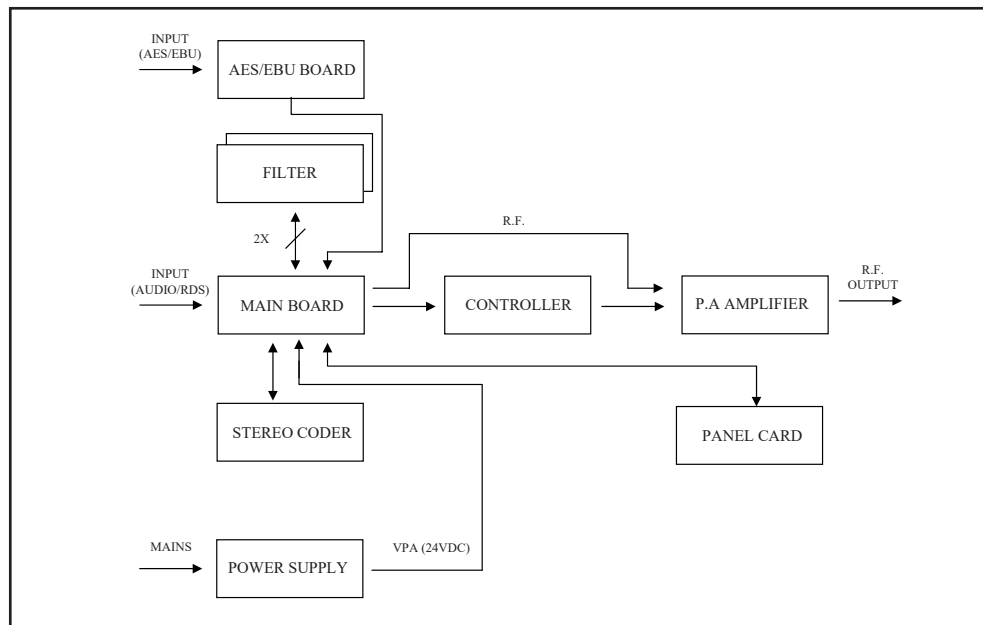 INPUT
(AES/EBU)
AES/EBU BOARD
FILTER
2X
R.F.
INPUT
(AUDIO/RDS)
MAIN BOARD
CONTROLLER
P.A AMPLIFIER
R.F.
OUTPUT
STEREO CODER
PANEL CARD
MAINS
POWER SUPPLY
VPA (24VDC)